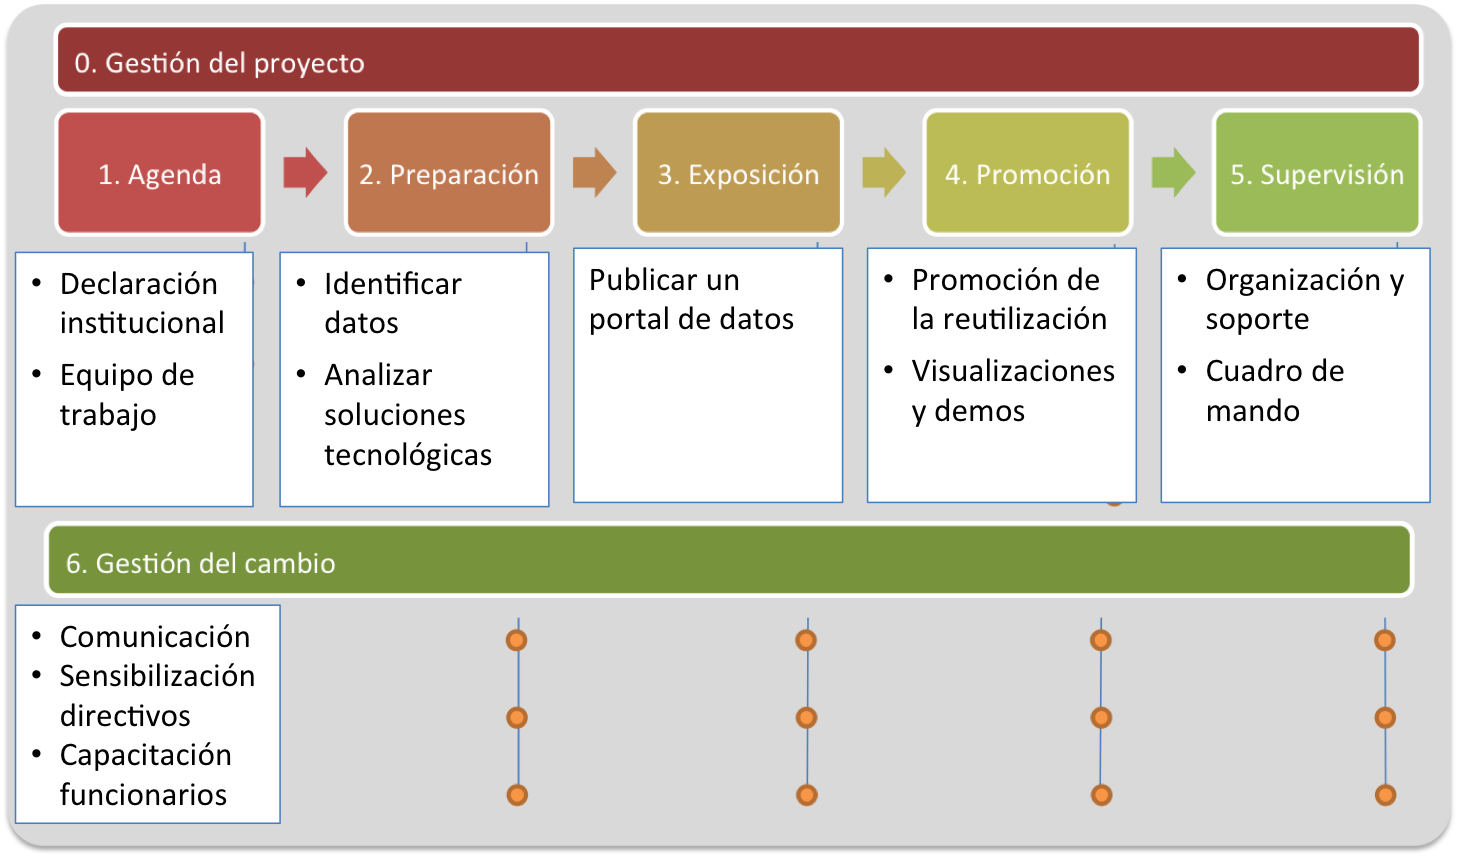 0. Gestión del proyecto
1. Agenda
2. Preparación
3. Exposición
4. Promoción
5. Supervisión
• Declaración
institucional
• Equipo de
trabajo
• Identificar
datos
• Analizar
soluciones
tecnológicas
Publicar un
portal de datos
• Promoción de
la reutilización
• Visualizaciones
y demos
• Organización y
soporte
• Cuadro de
mando
6. Gestión del cambio
• Comunicación
• Sensibilización
directivos
• Capacitación
funcionarios